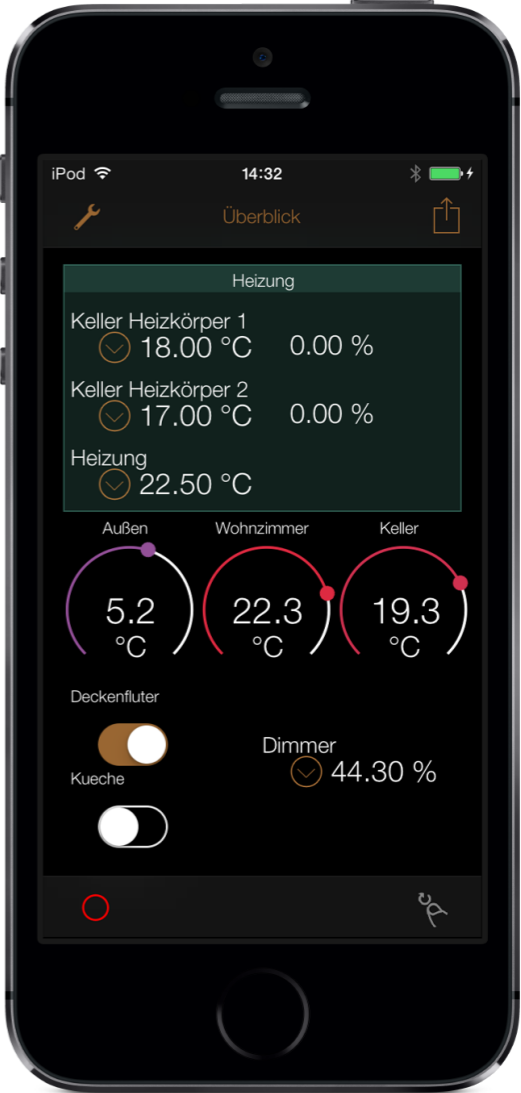 iPod 14:32
Überblick
Heizung
Keller Heizkörper 1
18.00 °C 0.00 %
Keller Heizkörper 2
17.00 °C 0.00 %
Heizung
22.50 °C
Außen Wohnzimmer Keller
5.2 22.3 19.3
°C °C °C
Deckenfluter
Dimmer
44.30 %
Kueche